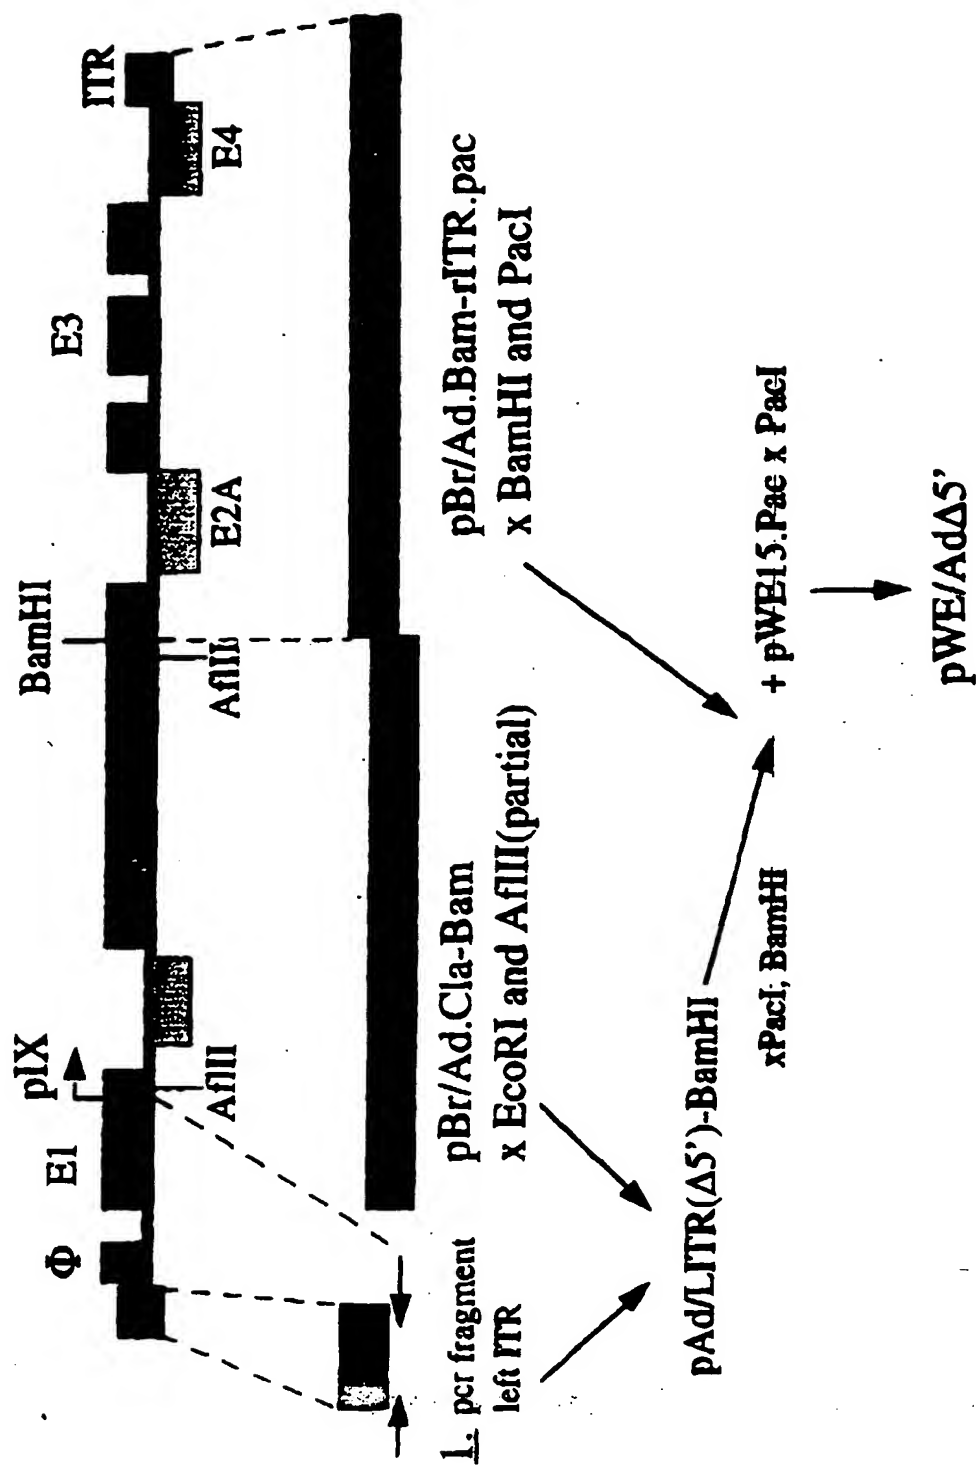 Φ
E1
pIX
BamHI
E3
ITR
AflII
AflII
E2A
E4
1. pcr fragment
left ITR
pBr/Ad.Cla-Bam
x EcoRI and AflII(partial)
pBr/Ad.Bam-rITR.pac
x BamHI and PacI
pAd/LITR(Δ5')-BamHI
xPacI, BamHI
+ pWE15.Pac x PacI
pWE/AdΔ5'